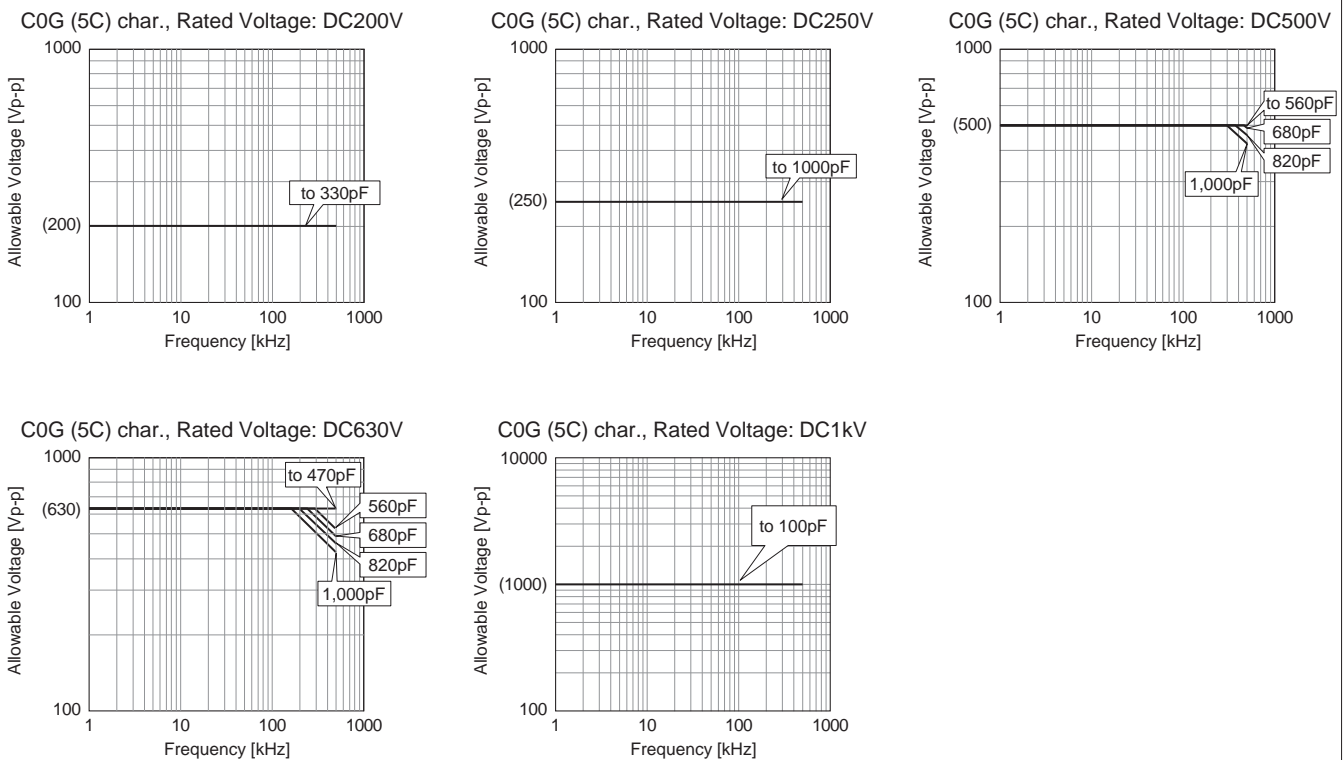 C0G (5C) char., Rated Voltage: DC200V
1000
Allowable Voltage [Vp-p]
to 330pF
(200)
100
1 10 100 1000
Frequency [kHz]
C0G (5C) char., Rated Voltage: DC250V
1000
Allowable Voltage [Vp-p]
to 1000pF
(250)
100
1 10 100 1000
Frequency [kHz]
C0G (5C) char., Rated Voltage: DC500V
1000
Allowable Voltage [Vp-p]
to 560pF
(500)
680pF
820pF
1,000pF
100
1 10 100 1000
Frequency [kHz]
C0G (5C) char., Rated Voltage: DC630V
1000
Allowable Voltage [Vp-p]
to 470pF
(630)
560pF
680pF
820pF
1,000pF
100
1 10 100 1000
Frequency [kHz]
C0G (5C) char., Rated Voltage: DC1kV
10000
Allowable Voltage [Vp-p]
to 100pF
(1000)
100
1 10 100 1000
Frequency [kHz]